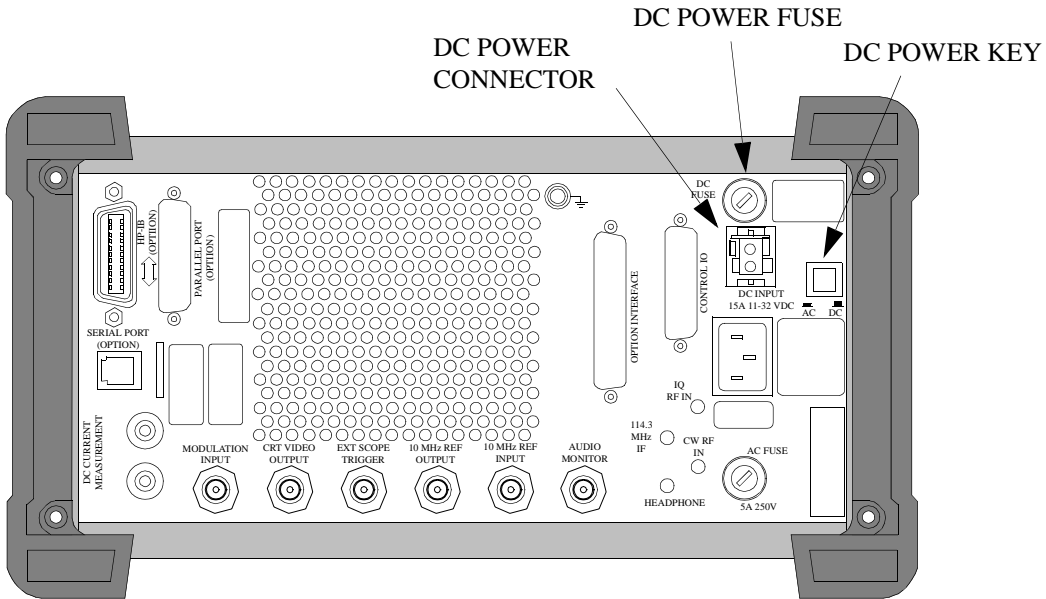 DC POWER FUSE
DC POWER
CONNECTOR
DC POWER KEY
DC
FUSE
HP-IB
(OPTIION)
PARALLEL PORT
(OPTION)
OPTION INTERFACE
CONTROL IO
DC INPUT
15A 11-32 VDC
AC
DC
SERIAL PORT
(OPTION)
DC CURRENT
MEASUREMENT
IQ
RF IN
114.3
MHz
IF
CW RF
IN
HEADPHONE
AC FUSE
5A 250V
MODULATION
INPUT
CRT VIDEO
OUTPUT
EXT SCOPE
TRIGGER
10 MHz REF
OUTPUT
10 MHz REF
INPUT
AUDIO
MONITOR